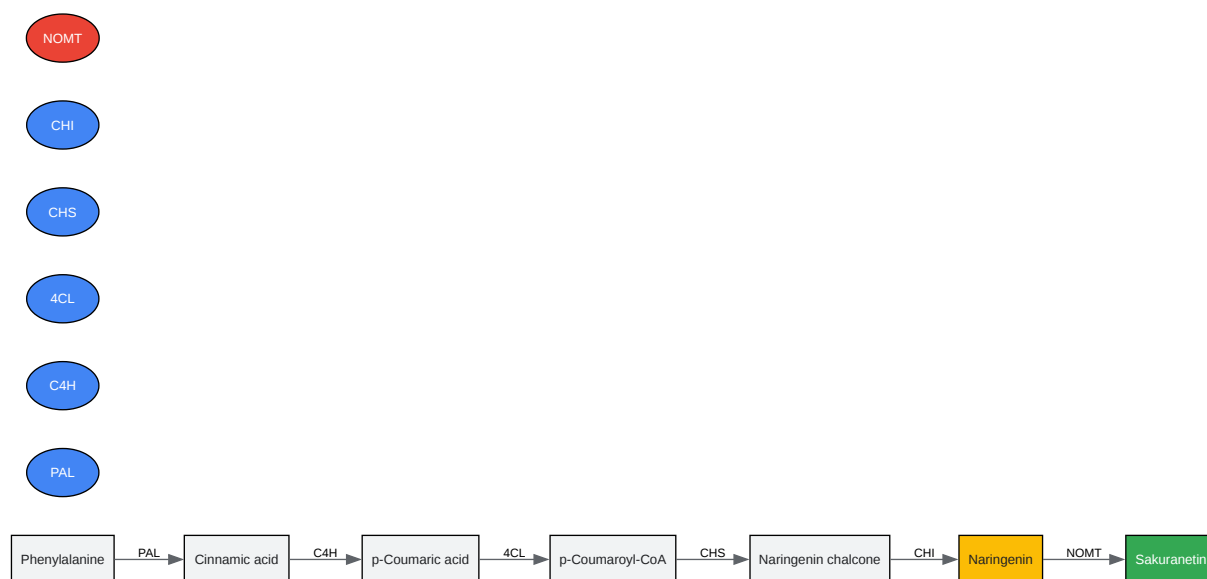 NOMT
CHI
CHS
4CL
C4H
PAL
Phenylalanine PAL Cinnamic acid C4H p-Coumaric acid 4CL p-Coumaroyl-CoA CHS Naringenin chalcone CHI Naringenin NOMT Sakuranetin